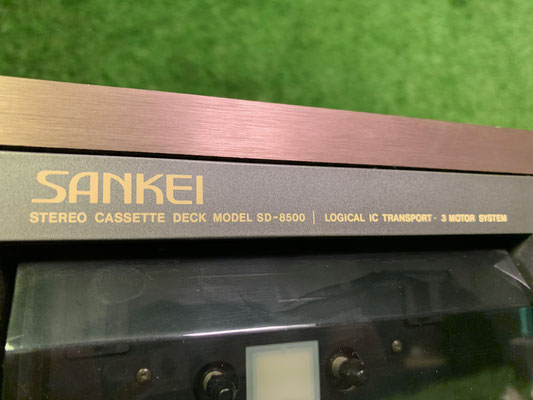 SANKEI
STEREO CASSETTE DECK MODEL SD-8500 | LOGICAL IC TRANSPORT · 3 MOTOR SYSTEM